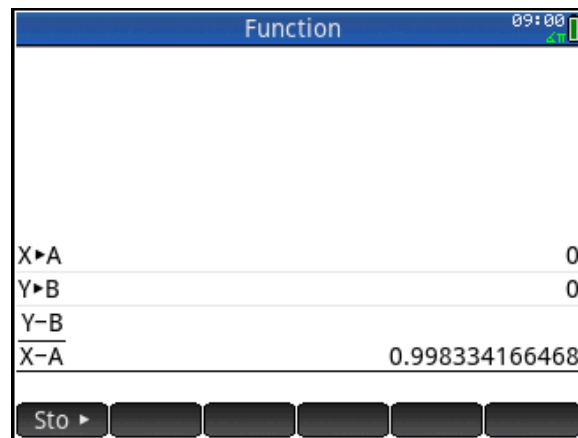 Function
09:00
∡π
X▶A
0
Y▶B
0
Y-B
X-A
0.998334166468
Sto ▶